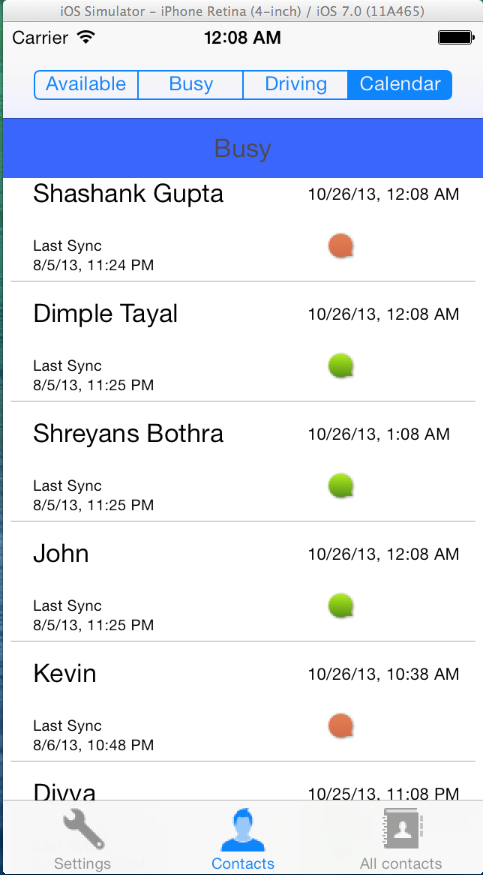 iOS Simulator - iPhone Retina (4-inch) / iOS 7.0 (11A465)
Carrier 12:08 AM
Available Busy Driving Calendar
Busy
Shashank Gupta 10/26/13, 12:08 AM
Last Sync
8/5/13, 11:24 PM
Dimple Tayal 10/26/13, 12:08 AM
Last Sync
8/5/13, 11:25 PM
Shreyans Bothra 10/26/13, 1:08 AM
Last Sync
8/5/13, 11:25 PM
John 10/26/13, 12:08 AM
Last Sync
8/5/13, 11:25 PM
Kevin 10/26/13, 10:38 AM
Last Sync
8/6/13, 10:48 PM
Divya 10/25/13, 11:08 PM
Settings Contacts All contacts